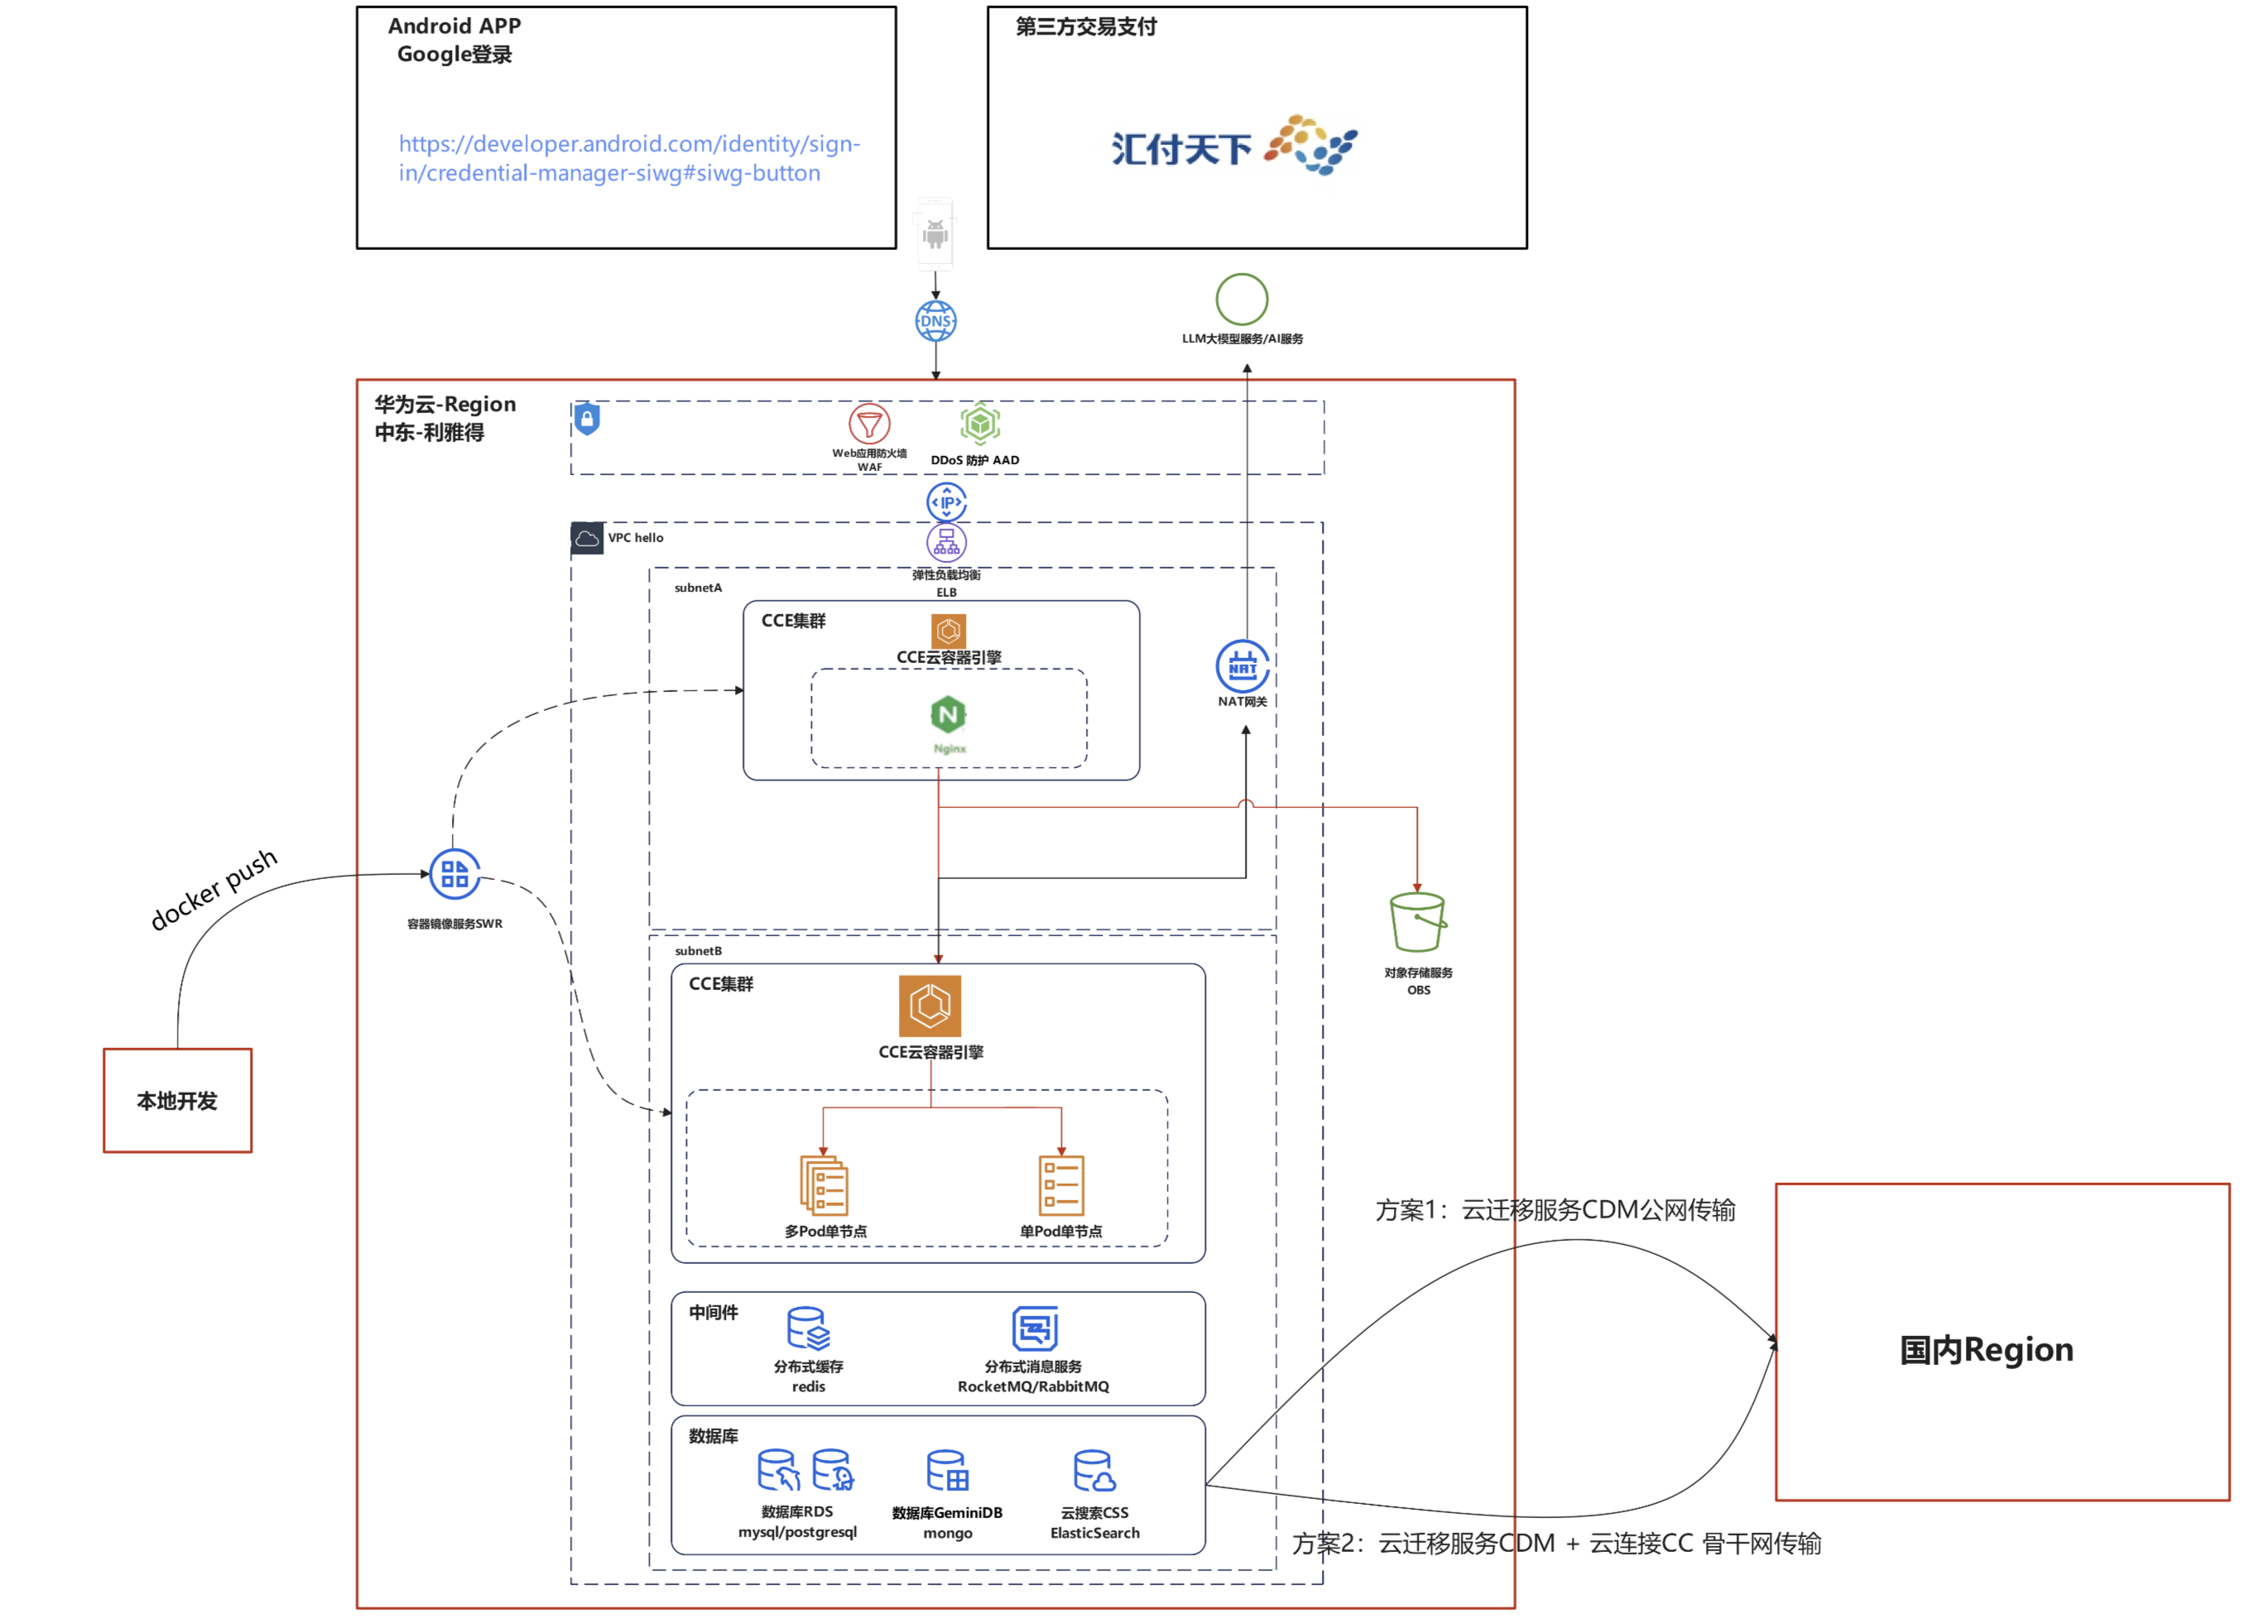 Android APP
Google登录
https://developer.android.com/identity/sign-
in/credential-manager-siwg#siwg-button
第三方交易支付
汇付天下
DNS
LLM大模型服务/AI服务
华为云-Region
中东-利雅得
Web应用防火墙
WAF
DDoS 防护 AAD
IP
VPC hello
弹性负载均衡
ELB
subnetA
CCE集群
CCE云容器引擎
N
Nginx
NAT
NAT网关
docker push
容器镜像服务SWR
本地开发
对象存储服务
OBS
subnetB
CCE集群
CCE云容器引擎
多Pod单节点
单Pod单节点
中间件
分布式缓存
redis
分布式消息服务
RocketMQ/RabbitMQ
数据库
数据库RDS
mysql/postgresql
数据库GeminiDB
mongo
云搜索CSS
ElasticSearch
方案1：云迁移服务CDM公网传输
国内Region
方案2：云迁移服务CDM + 云连接CC 骨干网传输